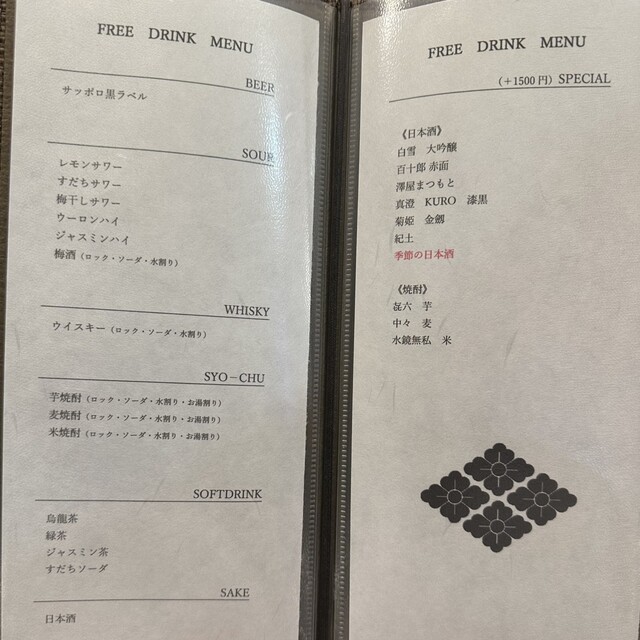 FREE DRINK MENU
BEER
サッポロ黒ラベル
SOUR
レモンサワー
すだちサワー
梅干しサワー
ウーロンハイ
ジャスミンハイ
梅酒（ロック・ソーダ・水割り）
WHISKY
ウイスキー（ロック・ソーダ・水割り）
SYO－CHU
芋焼酎（ロック・ソーダ・水割り・お湯割り）
麦焼酎（ロック・ソーダ・水割り・お湯割り）
米焼酎（ロック・ソーダ・水割り・お湯割り）
SOFTDRINK
烏龍茶
緑茶
ジャスミン茶
すだちソーダ
SAKE
日本酒
FREE DRINK MENU
（＋1500円）SPECIAL
《日本酒》
白雪　大吟醸
百十郎 赤面
澤屋まつもと
真澄　KURO　漆黒
菊姫　金劔
紀土
季節の日本酒
《焼酎》
㐂六　芋
中々　麦
水鏡無私　米